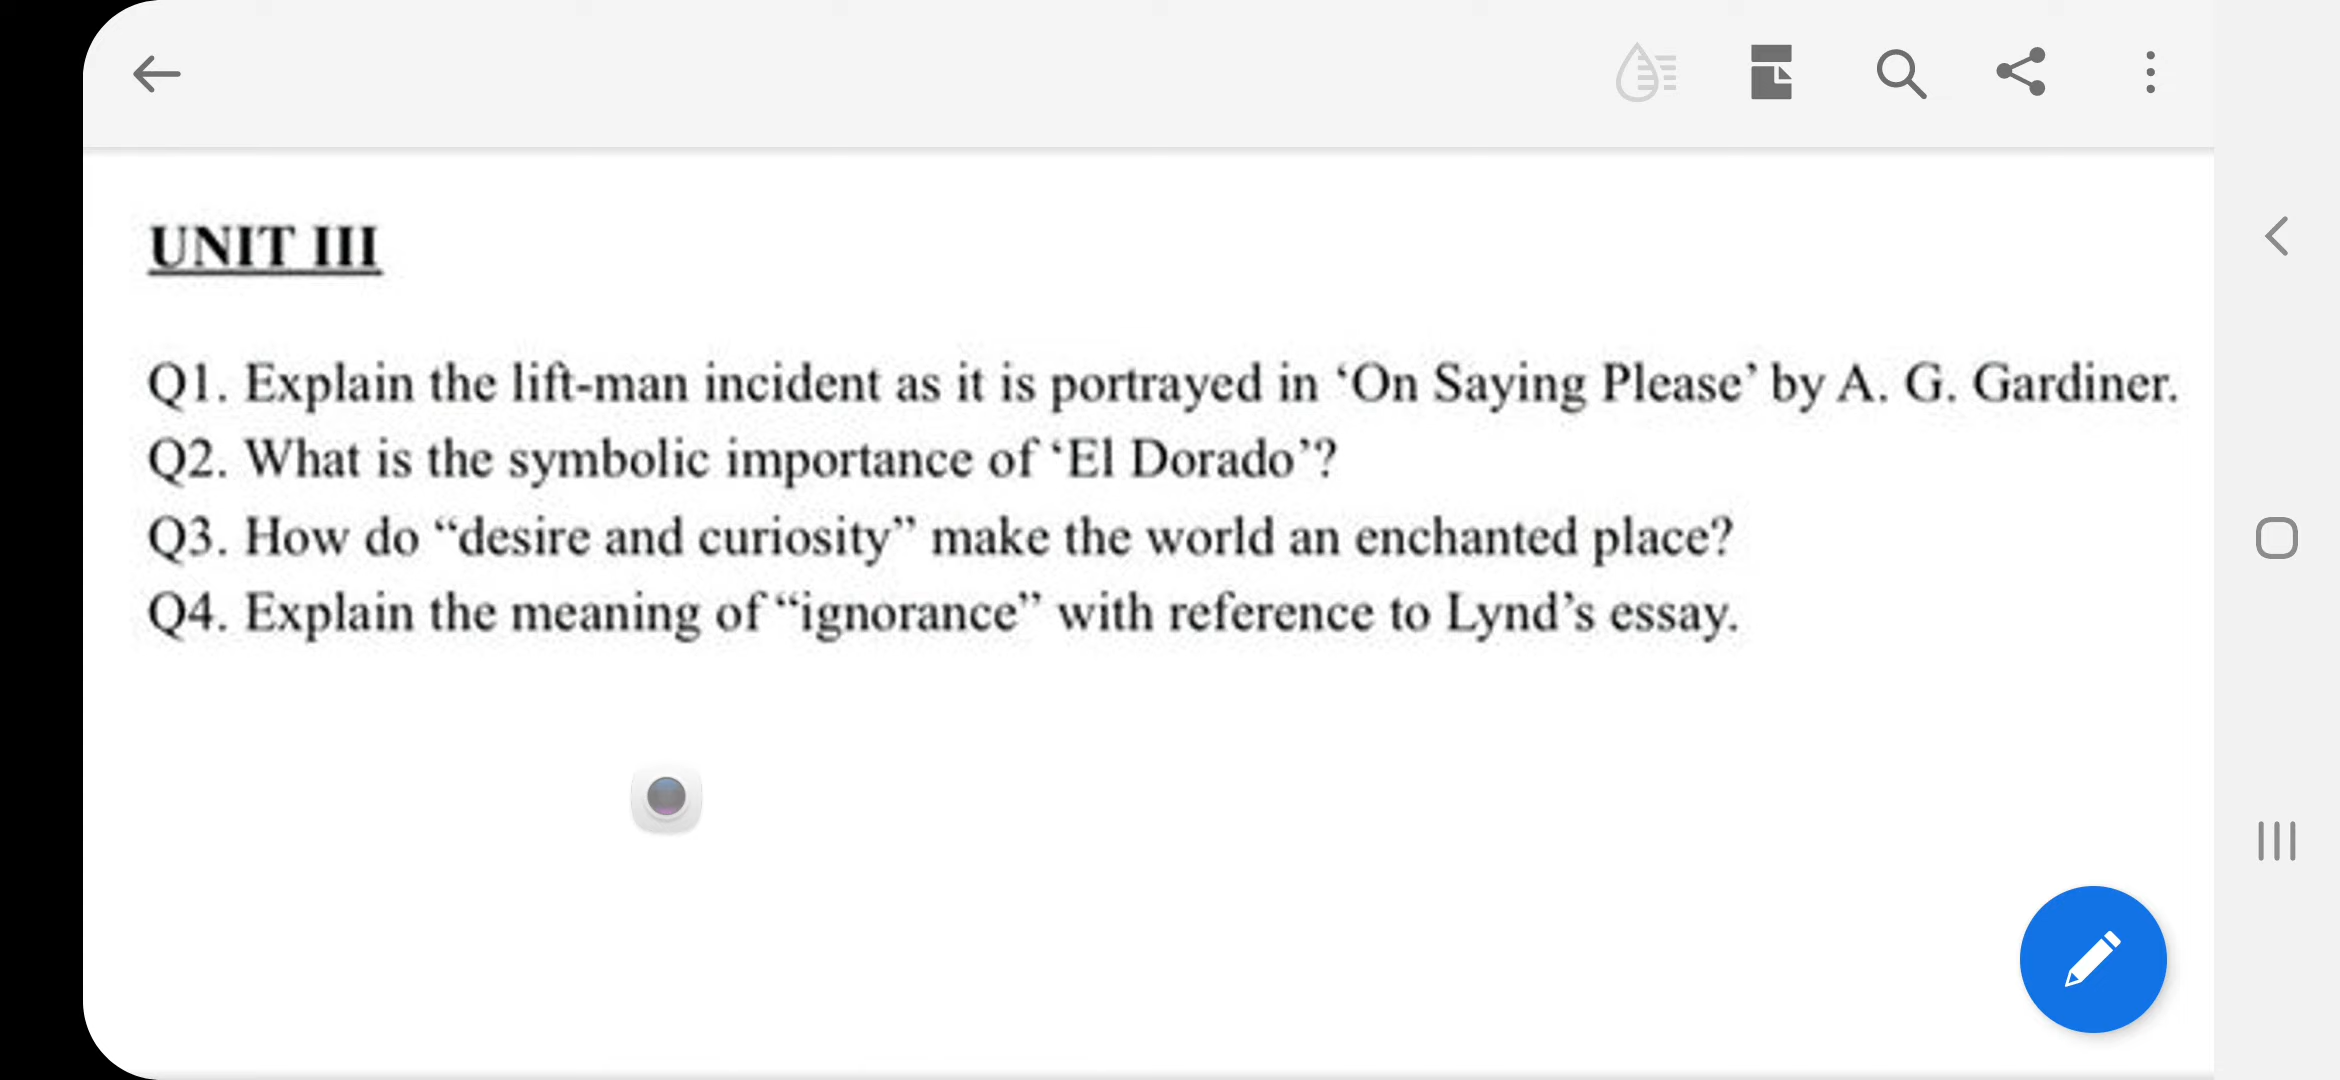 UNIT III
Q1. Explain the lift-man incident as it is portrayed in ‘On Saying Please’ by A. G. Gardiner.
Q2. What is the symbolic importance of ‘El Dorado’?
Q3. How do “desire and curiosity” make the world an enchanted place?
Q4. Explain the meaning of “ignorance” with reference to Lynd’s essay.